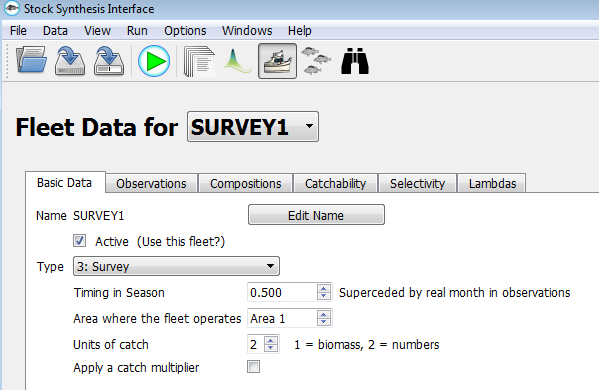 Stock Synthesis Interface
File Data View Run Options Windows Help
Fleet Data for SURVEY1
Basic Data Observations Compositions Catchability Selectivity Lambdas
Name SURVEY1 Edit Name
Active (Use this fleet?)
Type 3: Survey
Timing in Season 0.500 Superceded by real month in observations
Area where the fleet operates Area 1
Units of catch 2 1 = biomass, 2 = numbers
Apply a catch multiplier